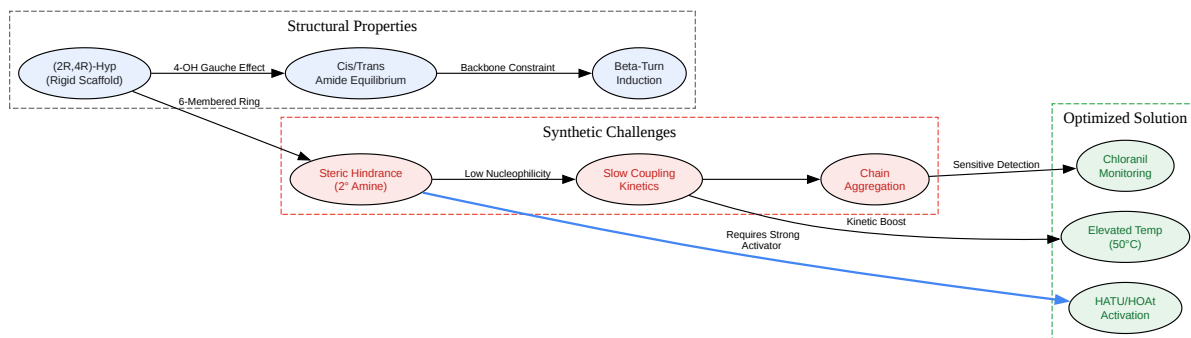 Structural Properties
(2R,4R)-Hyp
(Rigid Scaffold)
4-OH Gauche Effect
Cis/Trans
Amide Equilibrium
Backbone Constraint
Beta-Turn
Induction
6-Membered Ring
Synthetic Challenges
Steric Hindrance
(2° Amine)
Low Nucleophilicity
Slow Coupling
Kinetics
Chain
Aggregation
Sensitive Detection
Kinetic Boost
Requires Strong
Activator
Optimized Solution
Chloranil
Monitoring
Elevated Temp
(50°C)
HATU/HOAt
Activation